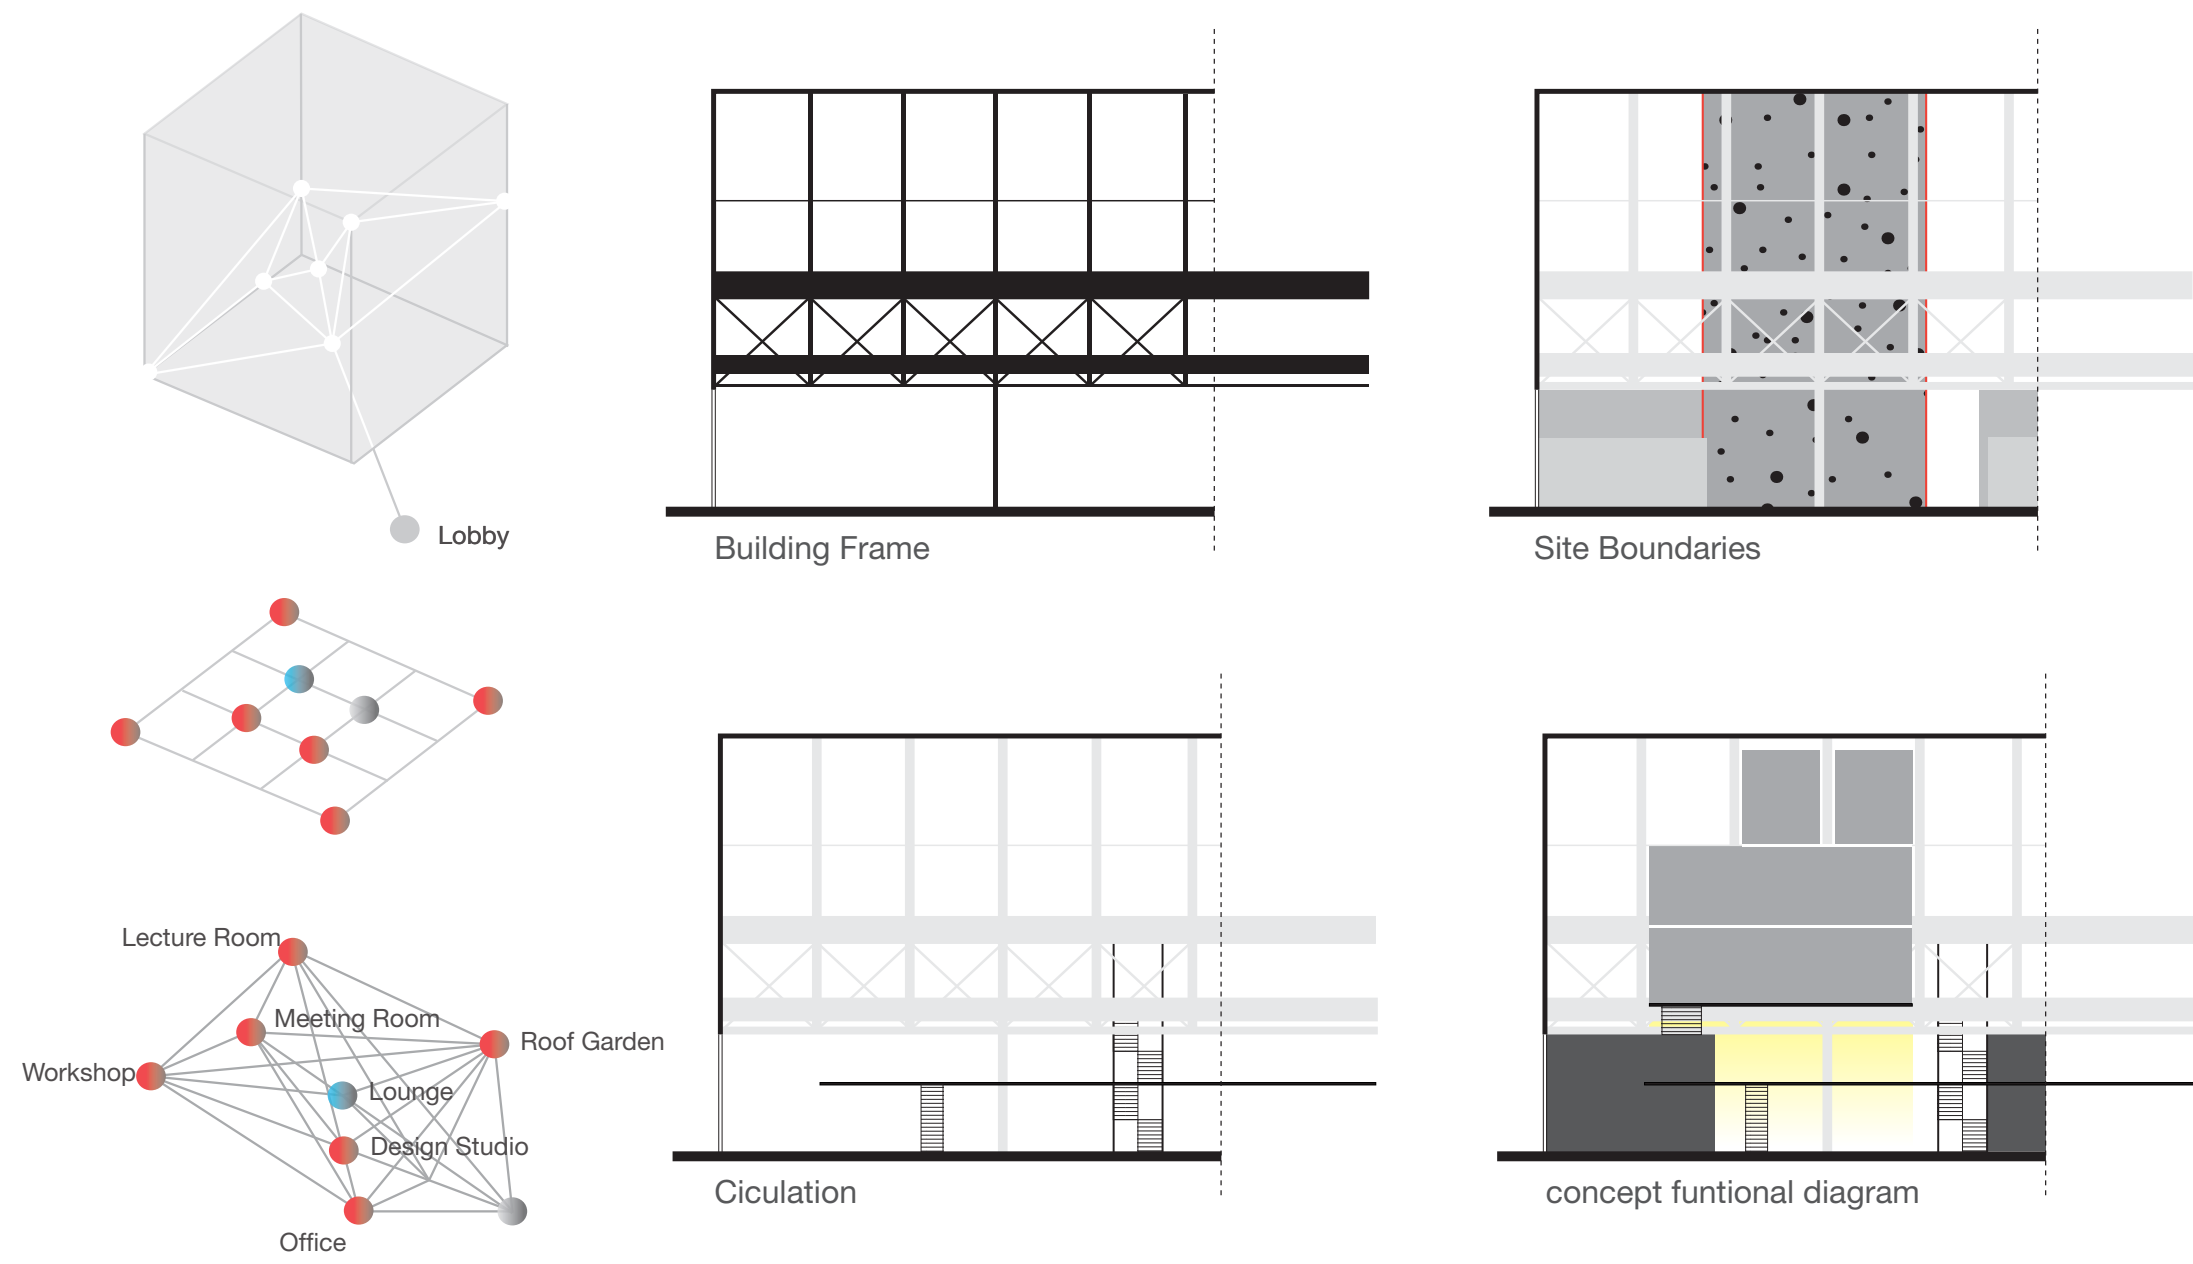 Lobby
Building Frame
Site Boundaries
Lecture Room
Meeting Room
Roof Garden
Workshop
Lounge
Design Studio
Office
Ciculation
concept funtional diagram